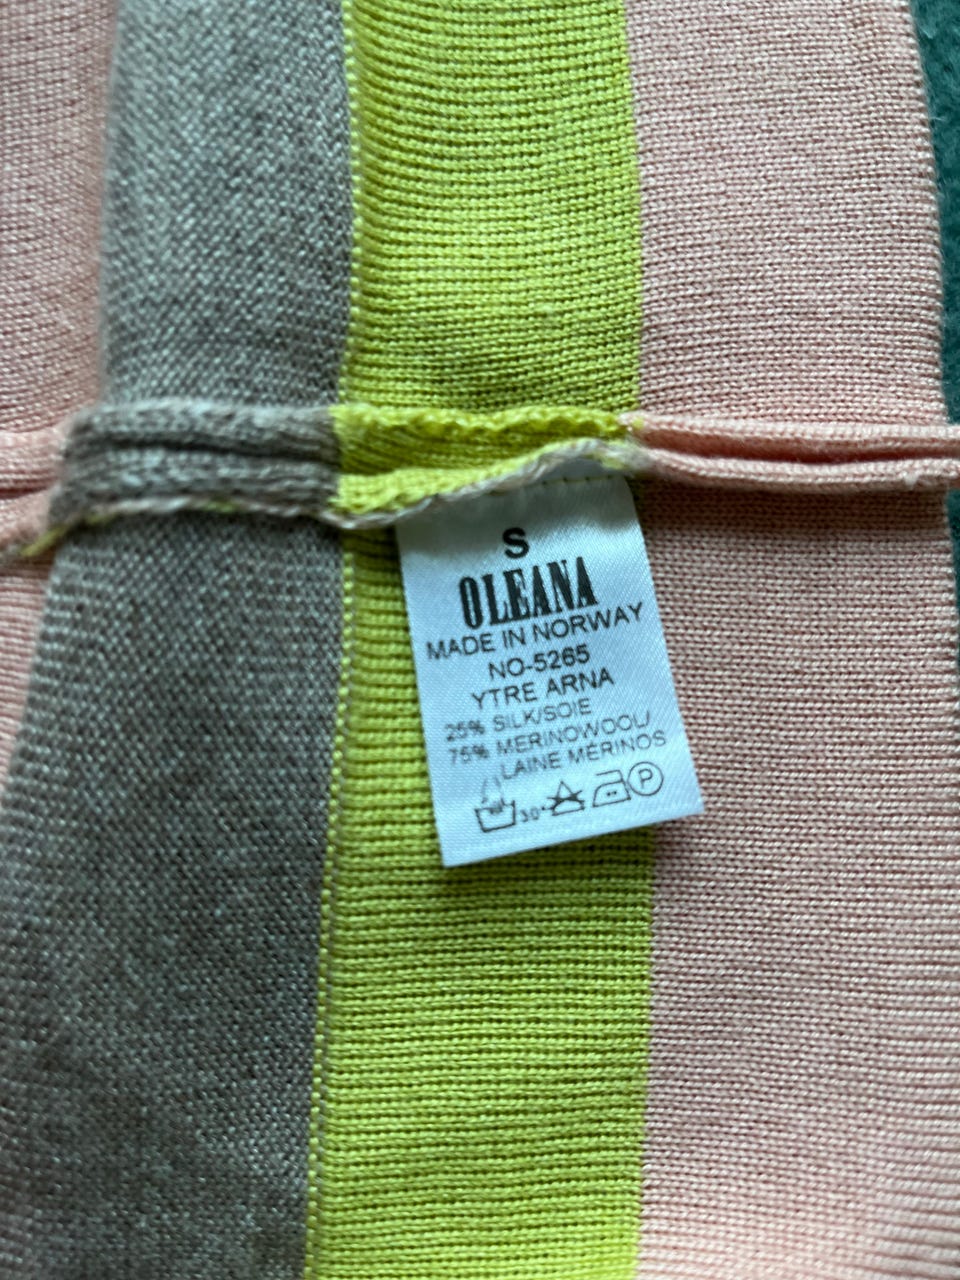 S
OLEANA
MADE IN NORWAY
NO-5265
YTRE ARNA
25% SILK/SOIE
75% MERINOWOOL/
LAINE MÉRINOS
30° P